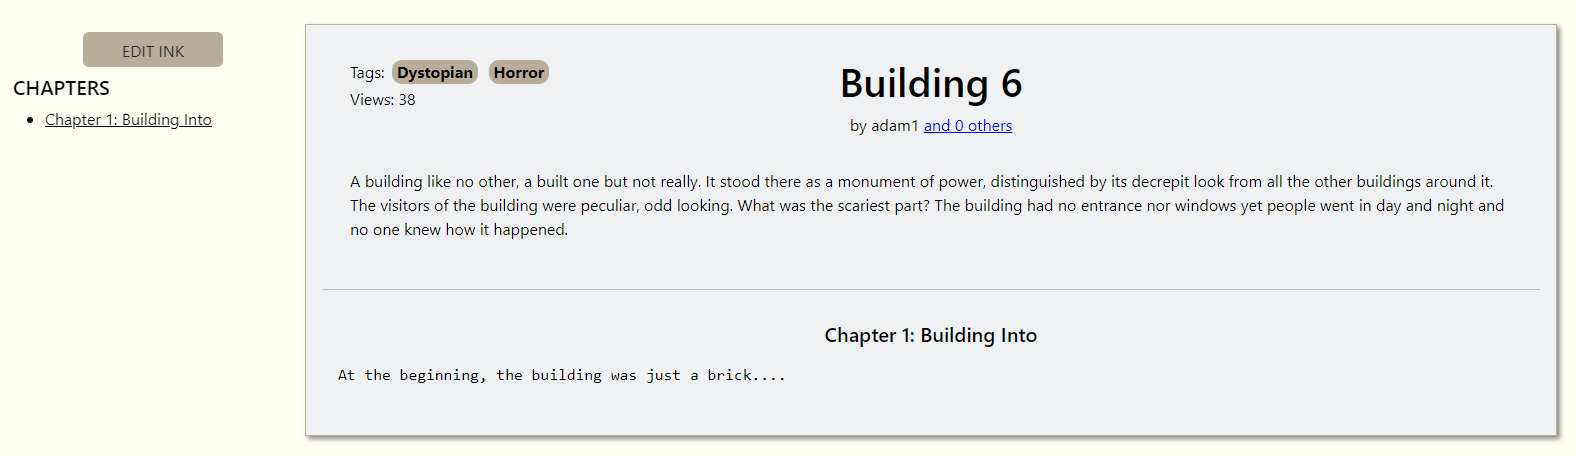 EDIT INK
CHAPTERS
Chapter 1: Building Into
Tags: Dystopian Horror
Views: 38
Building 6
by adam1 and 0 others
A building like no other, a built one but not really. It stood there as a monument of power, distinguished by its decrepit look from all the other buildings around it.
The visitors of the building were peculiar, odd looking. What was the scariest part? The building had no entrance nor windows yet people went in day and night and
no one knew how it happened.
Chapter 1: Building Into
At the beginning, the building was just a brick....